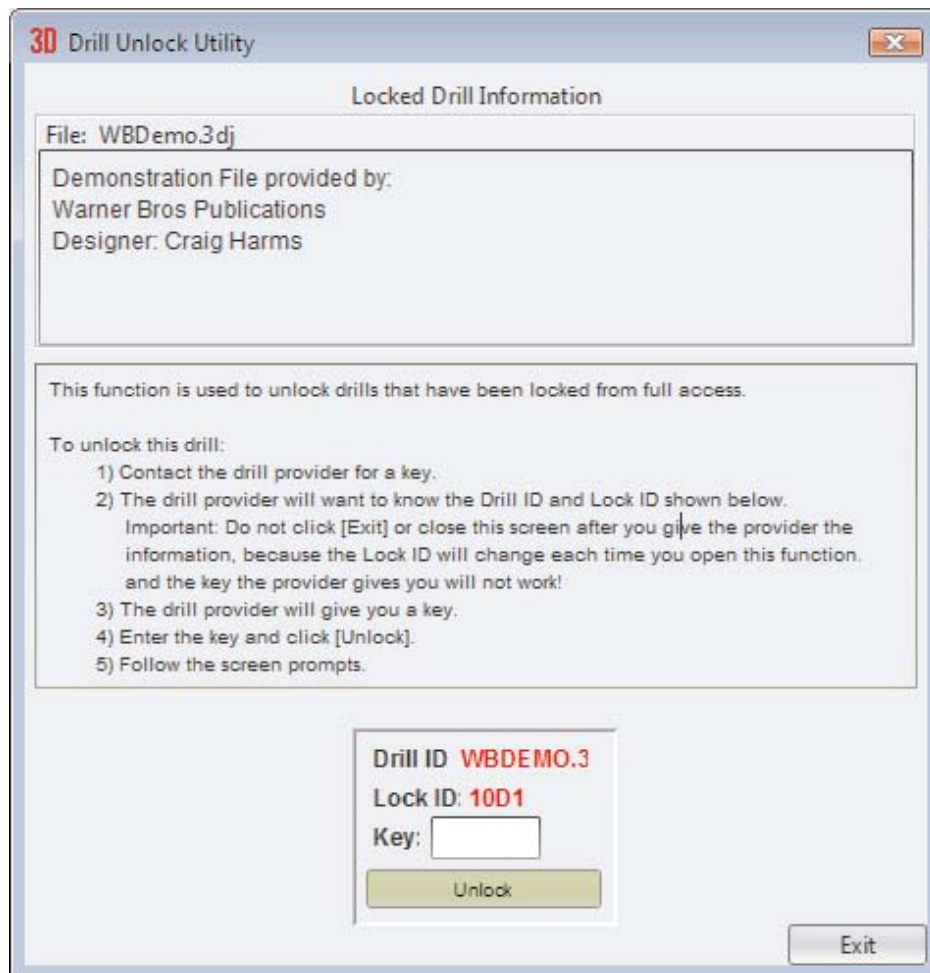 3D Drill Unlock Utility
Locked Drill Information
File: WBDemo.3dj
Demonstration File provided by:
Warner Bros Publications
Designer: Craig Harms
This function is used to unlock drills that have been locked from full access.
To unlock this drill:
1) Contact the drill provider for a key.
2) The drill provider will want to know the Drill ID and Lock ID shown below.
Important: Do not click [Exit] or close this screen after you give the provider the
information, because the Lock ID will change each time you open this function.
and the key the provider gives you will not work!
3) The drill provider will give you a key.
4) Enter the key and click [Unlock].
5) Follow the screen prompts.
Drill ID WBDEMO.3
Lock ID: 10D1
Key:
Unlock
Exit